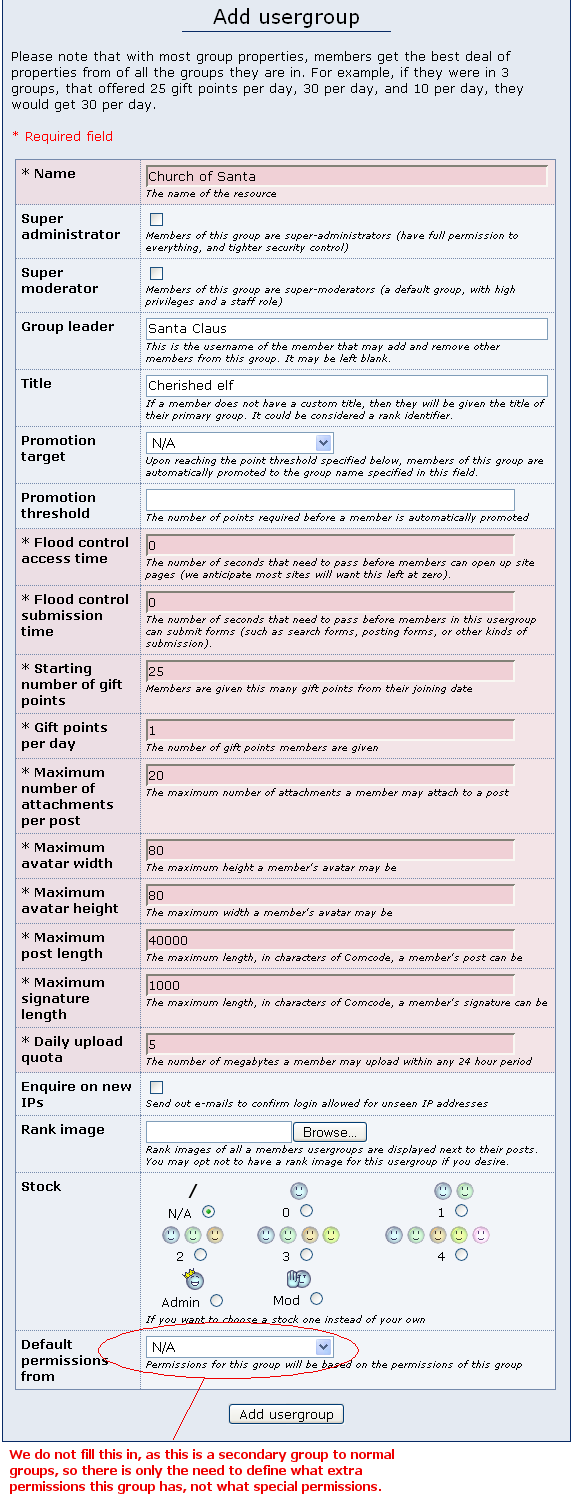 Add usergroup
Please note that with most group properties, members get the best deal of
properties from of all the groups they are in. For example, if they were in 3
groups, that offered 25 gift points per day, 30 per day, and 10 per day, they
would get 30 per day.
* Required field
* Name
Church of Santa
The name of the resource
Super
administrator
Members of this group are super-administrators (have full permission to
everything, and tighter security control)
Super
moderator
Members of this group are super-moderators (a default group, with high
privileges and a staff role)
Group leader
Santa Claus
This is the username of the member that may add and remove other
members from this group. It may be left blank.
Title
Cherished elf
If a member does not have a custom title, then they will be given the title of
their primary group. It could be considered a rank identifier.
Promotion
target
N/A
Upon reaching the point threshold specified below, members of this group are
automatically promoted to the group name specified in this field.
Promotion
threshold
The number of points required before a member is automatically promoted
* Flood control
access time
0
The number of seconds that need to pass before members can open up site
pages (we anticipate most sites will want this left at zero).
* Flood control
submission
time
0
The number of seconds that need to pass before members in this usergroup
can submit forms (such as search forms, posting forms, or other kinds of
submission).
* Starting
number of gift
points
25
Members are given this many gift points from their joining date
* Gift points
per day
1
The number of gift points members are given
* Maximum
number of
attachments
per post
20
The maximum number of attachments a member may attach to a post
* Maximum
avatar width
80
The maximum height a member's avatar may be
* Maximum
avatar height
80
The maximum width a member's avatar may be
* Maximum
post length
40000
The maximum length, in characters of Comcode, a member's post can be
* Maximum
signature
length
1000
The maximum length, in characters of Comcode, a member's signature can be
* Daily upload
quota
5
The number of megabytes a member may upload within any 24 hour period
Enquire on new
IPs
Send out e-mails to confirm login allowed for unseen IP addresses
Rank image
Browse...
Rank images of all a members usergroups are displayed next to their posts.
You may opt not to have a rank image for this usergroup if you desire.
Stock
/
N/A 0 1
2 3 4
Admin Mod
If you want to choose a stock one instead of your own
Default
permissions
from
N/A
Permissions for this group will be based on the permissions of this group
Add usergroup
We do not fill this in, as this is a secondary group to normal
groups, so there is only the need to define what extra
permissions this group has, not what special permissions.